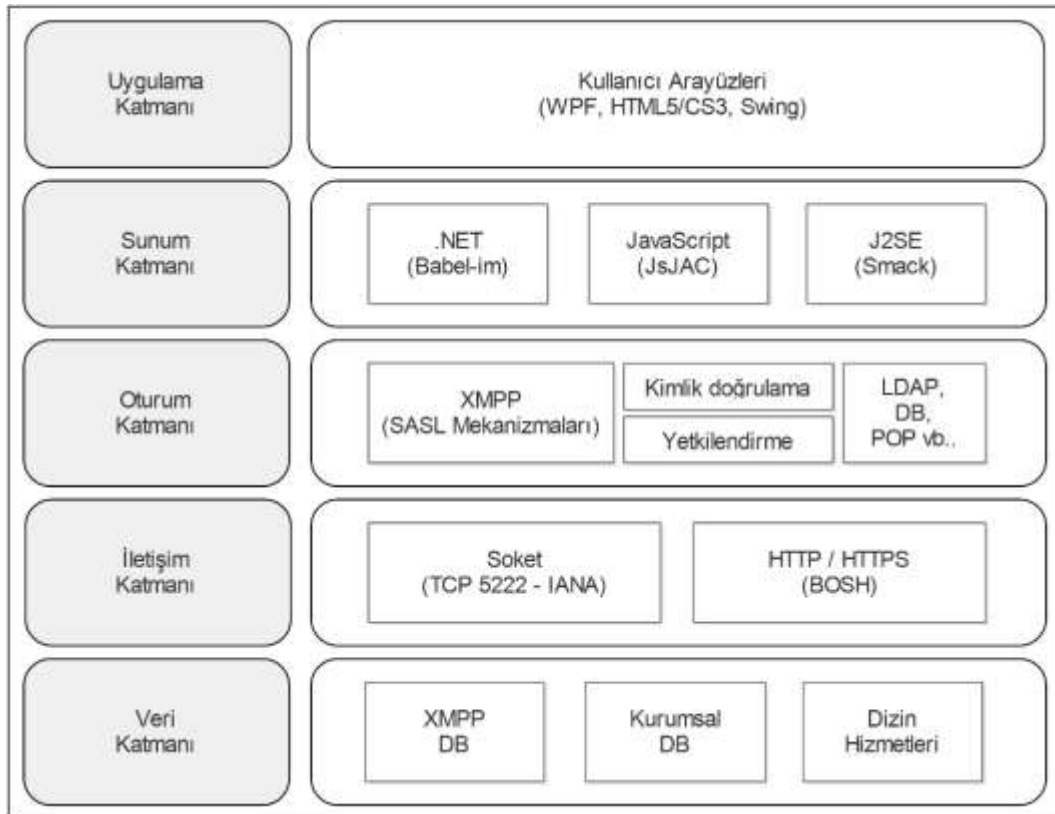 Uygulama
Katmanı
Kullanıcı Arayüzleri
(WPF, HTML5/CS3, Swing)
Sunum
Katmanı
.NET
(Babel-im)
JavaScript
(JsJAC)
J2SE
(Smack)
Oturum
Katmanı
XMPP
(SASL Mekanizmaları)
Kimlik doğrulama
Yetkilendirme
LDAP,
DB,
POP vb..
İletişim
Katmanı
Soket
(TCP 5222 - IANA)
HTTP / HTTPS
(BOSH)
Veri
Katmanı
XMPP
DB
Kurumsal
DB
Dizin
Hizmetleri